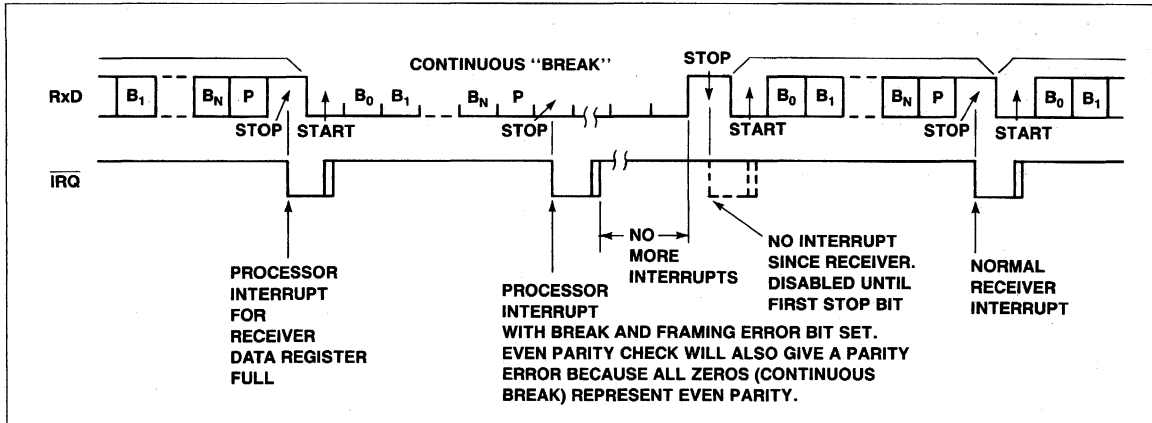 CONTINUOUS "BREAK"
STOP
RxD
B1
BN
P
B0
B1
BN
P
B0
B1
BN
P
B0
B1
STOP
START
STOP
START
STOP
START
IRQ
PROCESSOR
INTERRUPT
FOR
RECEIVER
DATA REGISTER
FULL
PROCESSOR
INTERRUPT
WITH BREAK AND FRAMING ERROR BIT SET.
EVEN PARITY CHECK WILL ALSO GIVE A PARITY
ERROR BECAUSE ALL ZEROS (CONTINUOUS
BREAK) REPRESENT EVEN PARITY.
NO
MORE
INTERRUPTS
NO INTERRUPT
SINCE RECEIVER.
DISABLED UNTIL
FIRST STOP BIT
NORMAL
RECEIVER
INTERRUPT